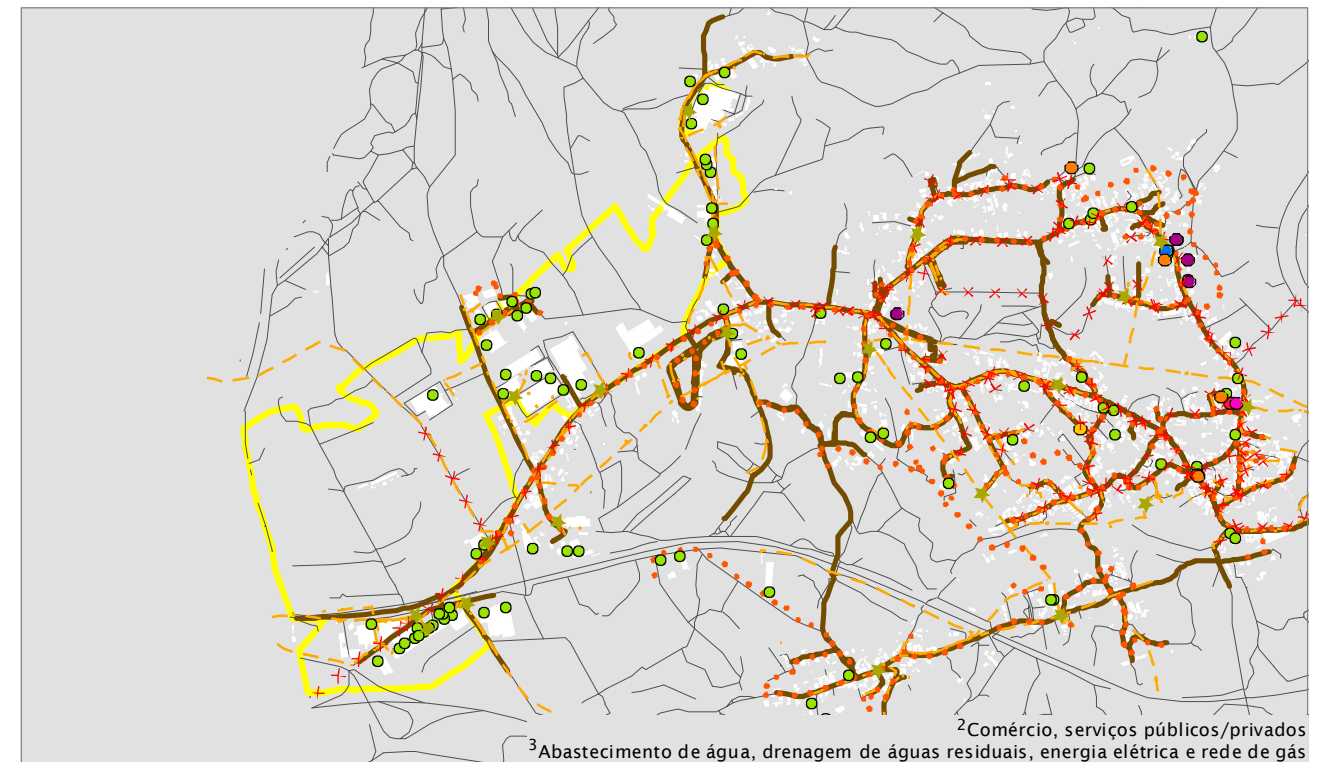 ²Comércio, serviços públicos/privados
³Abastecimento de água, drenagem de águas residuais, energia elétrica e rede de gás